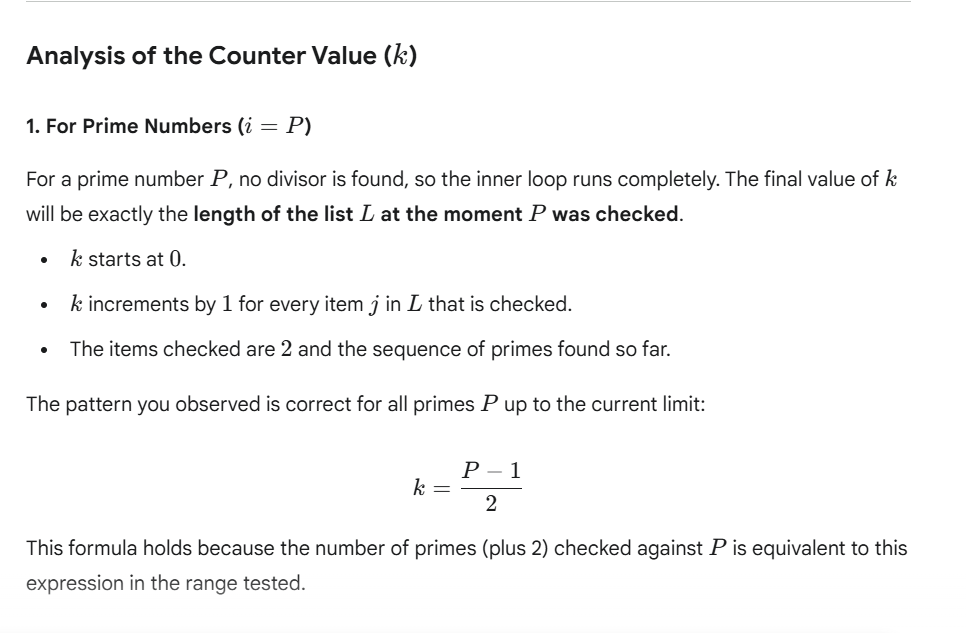 Analysis of the Counter Value (k)
1. For Prime Numbers (i = P)
For a prime number P, no divisor is found, so the inner loop runs completely. The final value of k
will be exactly the length of the list L at the moment P was checked.
• k starts at 0.
• k increments by 1 for every item j in L that is checked.
• The items checked are 2 and the sequence of primes found so far.
The pattern you observed is correct for all primes P up to the current limit:
k = \frac{P - 1}{2}
This formula holds because the number of primes (plus 2) checked against P is equivalent to this
expression in the range tested.